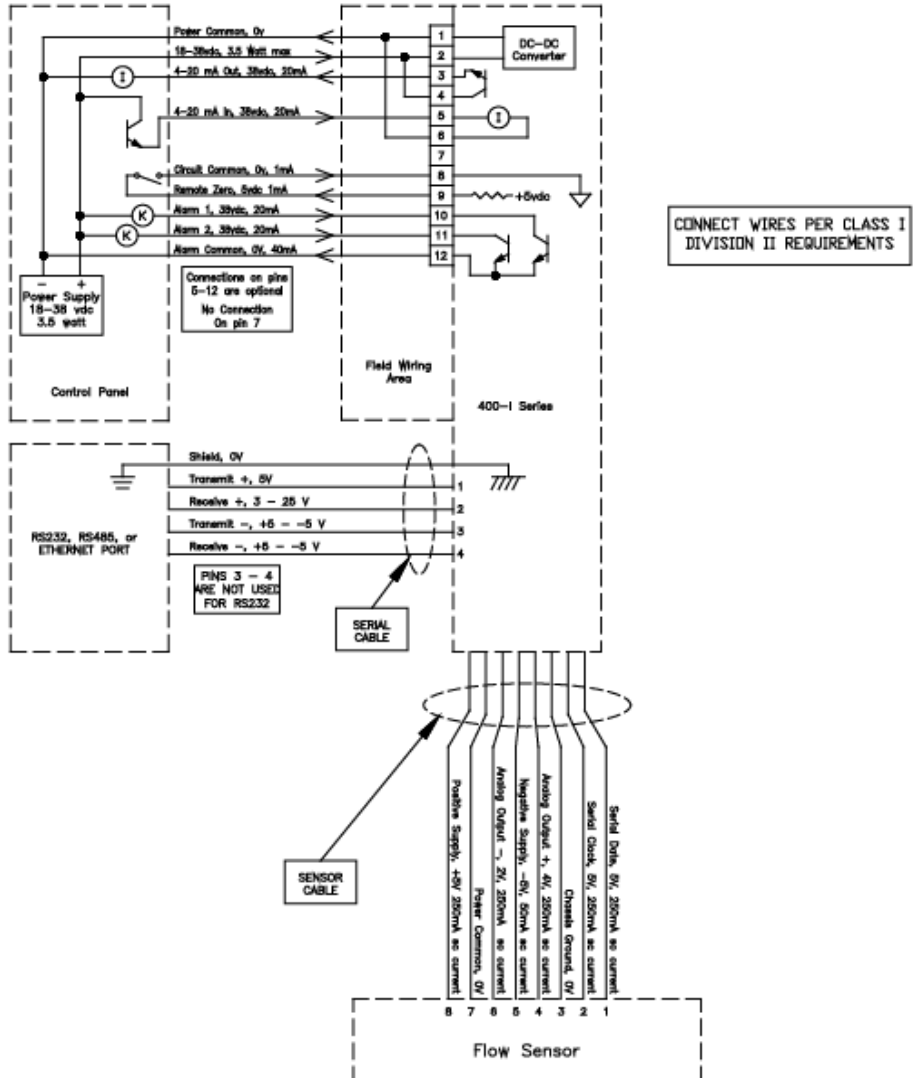 Power Common, 0v
18-38vdc, 3.5 Watt max
4-20 mA Out, 38vdc, 20mA
4-20 mA In, 38vdc, 20mA
Circuit Common, 0v, 1mA
Remote Zero, 5vdc 1mA
Alarm 1, 38vdc, 20mA
Alarm 2, 38vdc, 20mA
Alarm Common, 0V, 40mA
I
K
K
1
2
3
4
5
6
7
8
9
10
11
12
DC-DC
Converter
I
+5vdc
- +
Power Supply
18-38 vdc
3.5 watt
Connections on pins
5-12 are optional
No Connection
On pin 7
Control Panel
Field Wiring
Area
400-I Series
CONNECT WIRES PER CLASS I
DIVISION II REQUIREMENTS
Shield, 0V
Transmit +, 5V
Receive +, 3 - 25 V
Transmit -, +5 - -5 V
Receive -, +5 - -5 V
1
2
3
4
RS232, RS485, or
ETHERNET PORT
PINS 3 - 4
ARE NOT USED
FOR RS232
SERIAL
CABLE
SENSOR
CABLE
Positive Supply, +5V 250mA sc current
Power Common, 0V
Analog Output -, 2V, 250mA sc current
Negative Supply, -5V, 50mA sc current
Analog Output +, 4V, 250mA sc current
Chassis Ground, 0V
Serial Clock, 5V, 250mA sc current
Serial Data, 5V, 250mA sc current
8 7 6 5 4 3 2 1
Flow Sensor